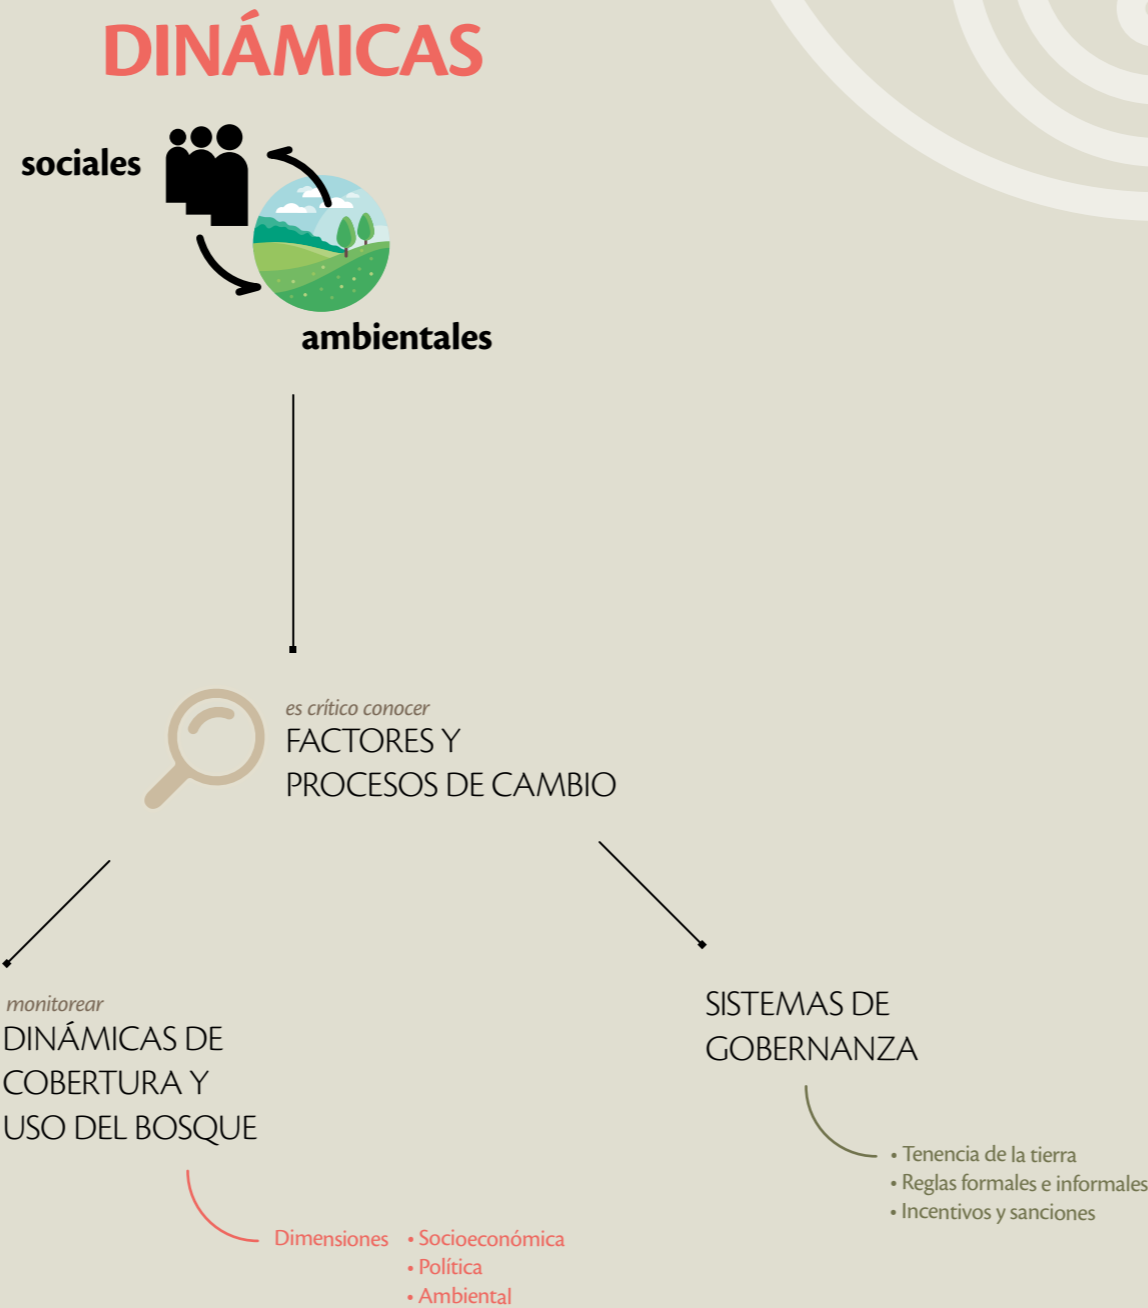 DINÁMICAS
sociales
ambientales
es crítico conocer
FACTORES Y
PROCESOS DE CAMBIO
monitorear
DINÁMICAS DE
COBERTURA Y
USO DEL BOSQUE
Dimensiones • Socioeconómica
• Política
• Ambiental
SISTEMAS DE
GOBERNANZA
• Tenencia de la tierra
• Reglas formales e informales
• Incentivos y sanciones